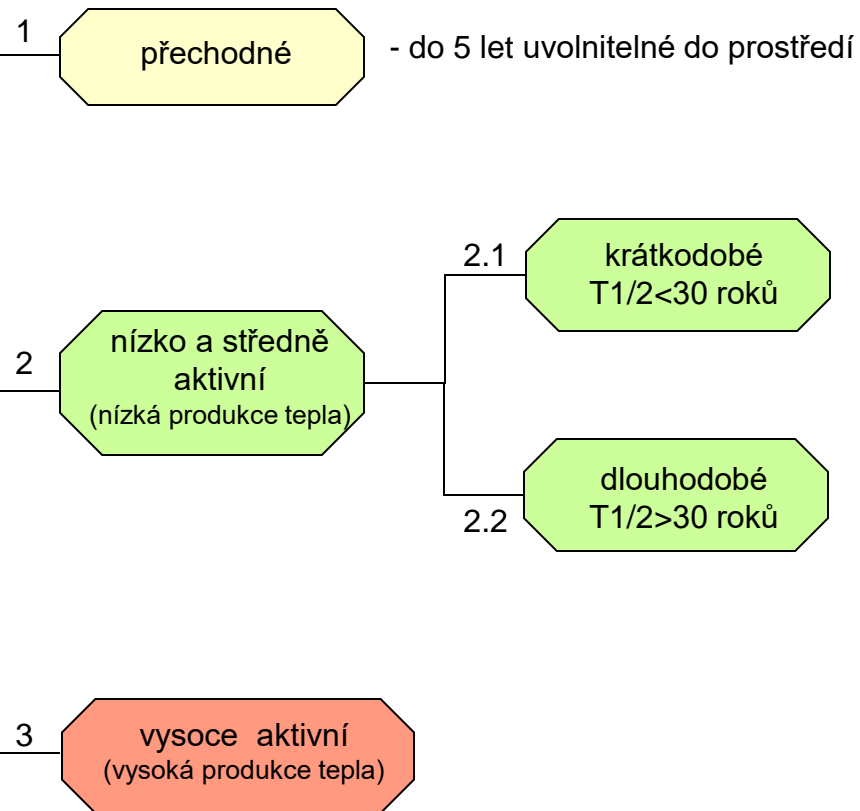 1
přechodné
- do 5 let uvolnitelné do prostředí
2
nízko a středně
aktivní
(nízká produkce tepla)
2.1
krátkodobé
T1/2<30 roků
2.2
dlouhodobé
T1/2>30 roků
3
vysoce  aktivní
(vysoká produkce tepla)